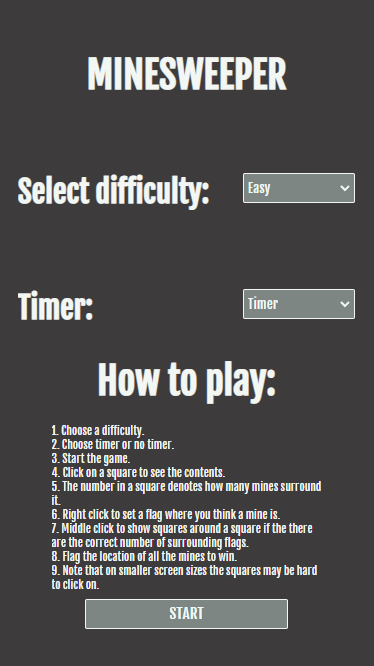 MINESWEEPER
Select difficulty:
Easy
Timer:
Timer
How to play:
1. Choose a difficulty.
2. Choose timer or no timer.
3. Start the game.
4. Click on a square to see the contents.
5. The number in a square denotes how many mines surround
it.
6. Right click to set a flag where you think a mine is.
7. Middle click to show squares around a square if the there
are the correct number of surrounding flags.
8. Flag the location of all the mines to win.
9. Note that on smaller screen sizes the squares may be hard
to click on.
START